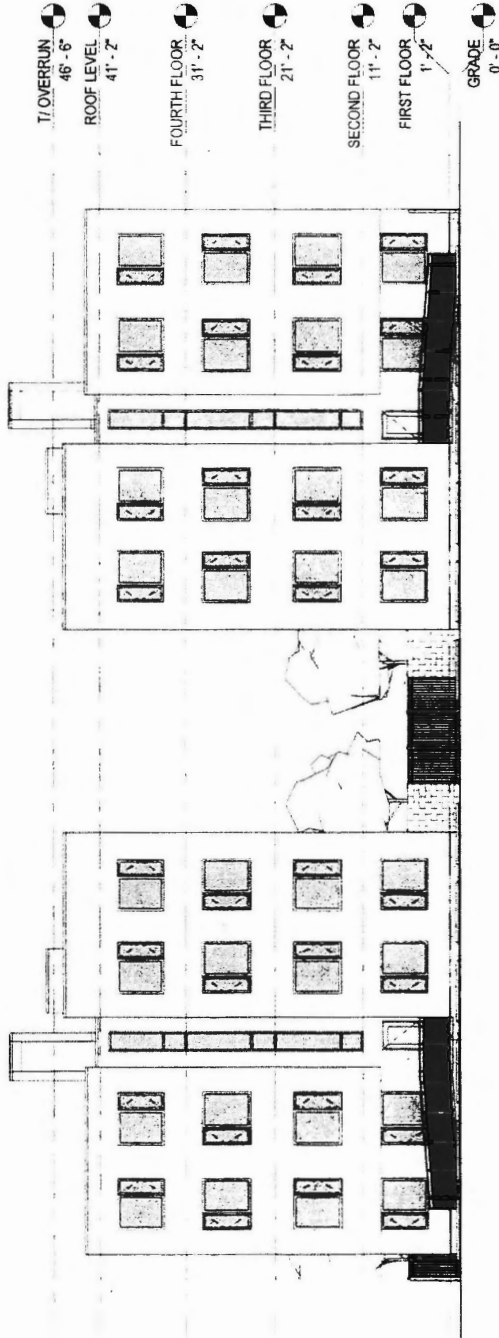 T/ OVERRUN
46' - 6"
ROOF LEVEL
41' - 2"
FOURTH FLOOR
31' - 2"
THIRD FLOOR
21' - 2"
SECOND FLOOR
11' - 2"
FIRST FLOOR
1' - 2"
GRADE
0' - 0"